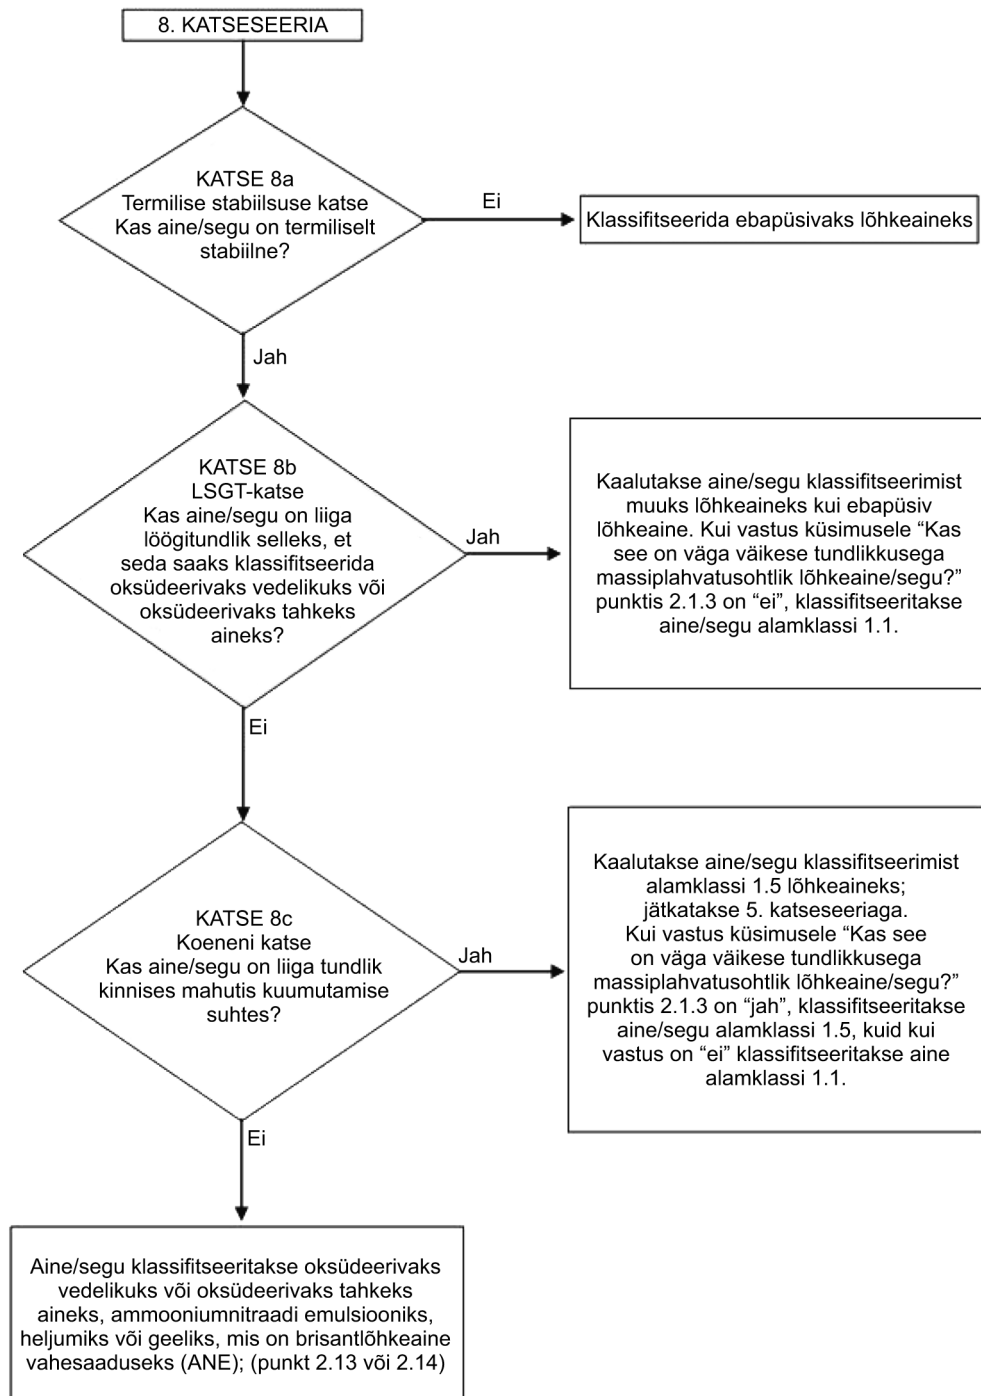 8. KATSESEERIA
KATSE 8a
Termilise stabiilsuse katse
Kas aine/segu on termiliselt
stabiilne?
Ei
Klassifitseerida ebapüsivaks lõhkeaineks
Jah
KATSE 8b
LSGT-katse
Kas aine/segu on liiga
löögitundlik selleks, et
seda saaks klassifitseerida
oksüdeerivaks vedelikuks või
oksüdeerivaks tahkeks
aineks?
Jah
Kaalutakse aine/segu klassifitseerimist
muuks lõhkeaineks kui ebapüsiv
lõhkeaine. Kui vastus küsimusele “Kas
see on väga väikese tundlikkusega
massiplahvatusohtlik lõhkeaine/segu?”
punktis 2.1.3 on “ei”, klassifitseeritakse
aine/segu alamklassi 1.1.
Ei
KATSE 8c
Koeneni katse
Kas aine/segu on liiga tundlik
kinnises mahutis kuumutamise
suhtes?
Jah
Kaalutakse aine/segu klassifitseerimist
alamklassi 1.5 lõhkeaineks;
jätkatakse 5. katseseeriaga.
Kui vastus küsimusele “Kas see
on väga väikese tundlikkusega
massiplahvatusohtlik lõhkeaine/segu?”
punktis 2.1.3 on “jah”, klassifitseeritakse
aine/segu alamklassi 1.5, kuid kui
vastus on “ei” klassifitseeritakse aine
alamklassi 1.1.
Ei
Aine/segu klassifitseeritakse oksüdeerivaks
vedelikuks või oksüdeerivaks tahkeks
aineks, ammooniumnitraadi emulsiooniks,
heljumiks või geeliks, mis on brisantlõhkeaine
vahesaaduseks (ANE); (punkt 2.13 või 2.14)